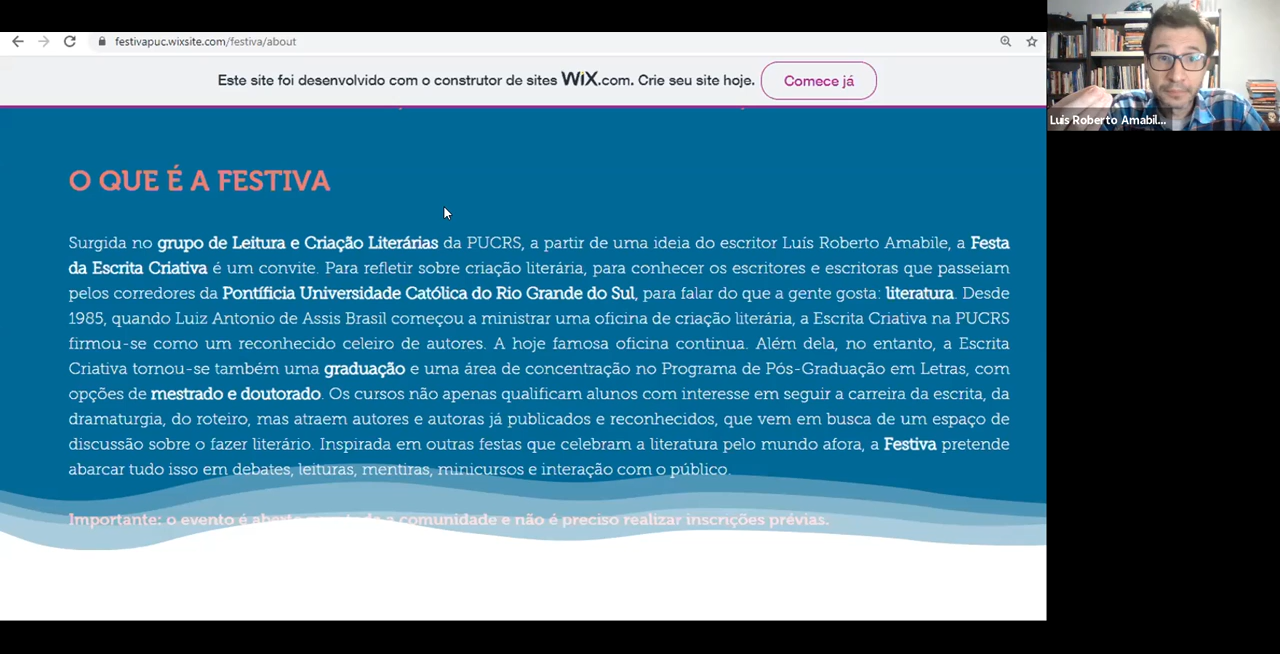 festivapuc.wixsite.com/festiva/about
Este site foi desenvolvido com o construtor de sites WiX.com. Crie seu site hoje. Comece já
Luis Roberto Amabil...
O QUE É A FESTIVA
Surgida no grupo de Leitura e Criação Literárias da PUCRS, a partir de uma ideia do escritor Luís Roberto Amabile, a Festa
da Escrita Criativa é um convite. Para refletir sobre criação literária, para conhecer os escritores e escritoras que passeiam
pelos corredores da Pontíficia Universidade Católica do Rio Grande do Sul, para falar do que a gente gosta: literatura. Desde
1985, quando Luiz Antonio de Assis Brasil começou a ministrar uma oficina de criação literária, a Escrita Criativa na PUCRS
firmou-se como um reconhecido celeiro de autores. A hoje famosa oficina continua. Além dela, no entanto, a Escrita
Criativa tornou-se também uma graduação e uma área de concentração no Programa de Pós-Graduação em Letras, com
opções de mestrado e doutorado. Os cursos não apenas qualificam alunos com interesse em seguir a carreira da escrita, da
dramaturgia, do roteiro, mas atraem autores e autoras já publicados e reconhecidos, que vem em busca de um espaço de
discussão sobre o fazer literário. Inspirada em outras festas que celebram a literatura pelo mundo afora, a Festiva pretende
abarcar tudo isso em debates, leituras, mentiras, minicursos e interação com o público.
Importante: o evento é aberto a comunidade e não é preciso realizar inscrições prévias.